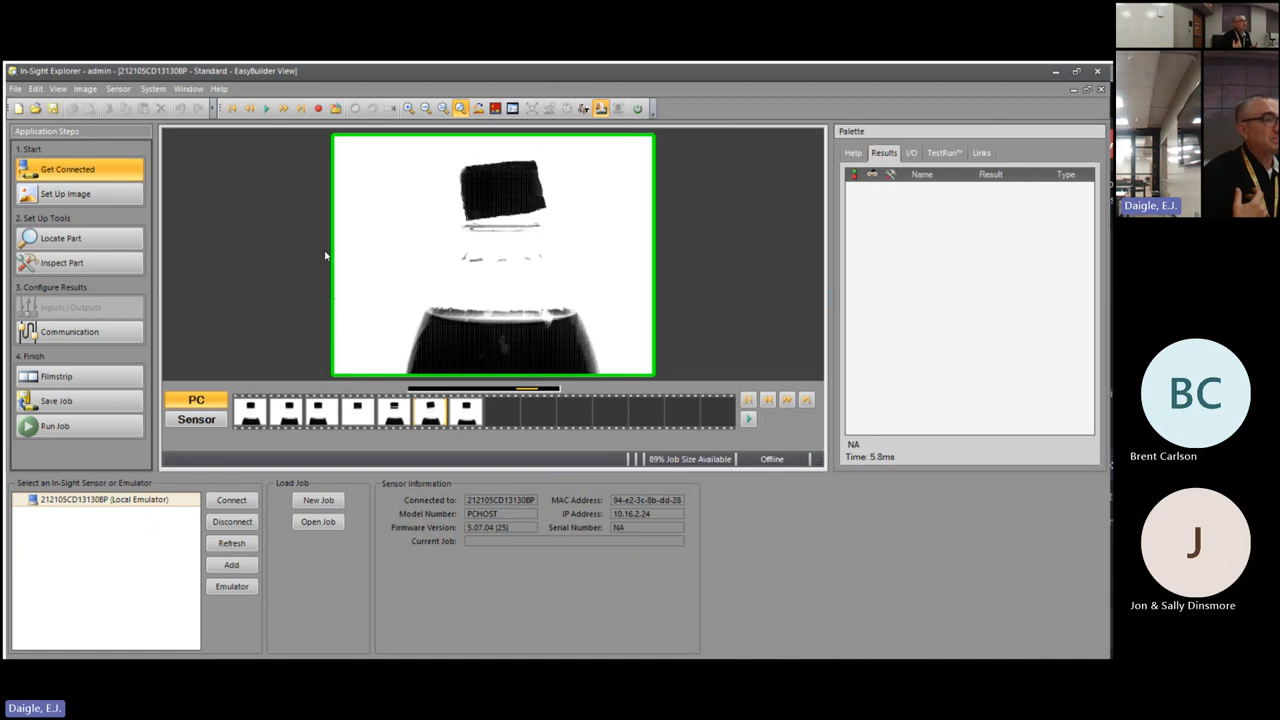 In-Sight Explorer - admin - [212105CD13130BP - Standard - EasyBuilder View]
File Edit View Image Sensor System Window Help
Application Steps
1. Start
Get Connected
Set Up Image
2. Set Up Tools
Locate Part
Inspect Part
3. Configure Results
Inputs/Outputs
Communication
4. Finish
Filmstrip
Save Job
Run Job
PC
Sensor
89% Job Size Available
Offline
Palette
Help Results I/O TestRun™ Links
Name Result Type
NA
Time: 5.8ms
Select an In-Sight Sensor or Emulator
212105CD13130BP (Local Emulator)
Connect
Disconnect
Refresh
Add
Emulator
Load Job
New Job
Open Job
Sensor Information
Connected to: 212105CD13130BP MAC Address: 94-e2-3c-8b-dd-28
Model Number: PCHOST IP Address: 10.16.2.24
Firmware Version: 5.07.04 (25) Serial Number: NA
Current Job:
Daigle, E.J.
BC
Brent Carlson
J
Jon & Sally Dinsmore
Daigle, E.J.